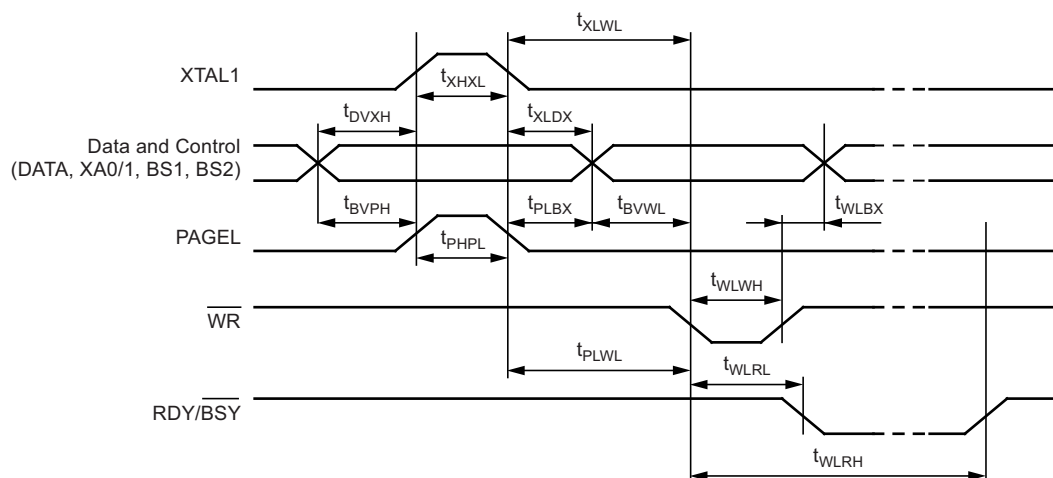 tXLWL
XTAL1
tXHXL
tDVXH
tXLDX
Data and Control
(DATA, XA0/1, BS1, BS2)
tBVPH
tPLBX
tBVWL
tWLBX
PAGEL
tPHPL
tWLWH
WR
tPLWL
tWLRL
RDY/BSY
tWLRH